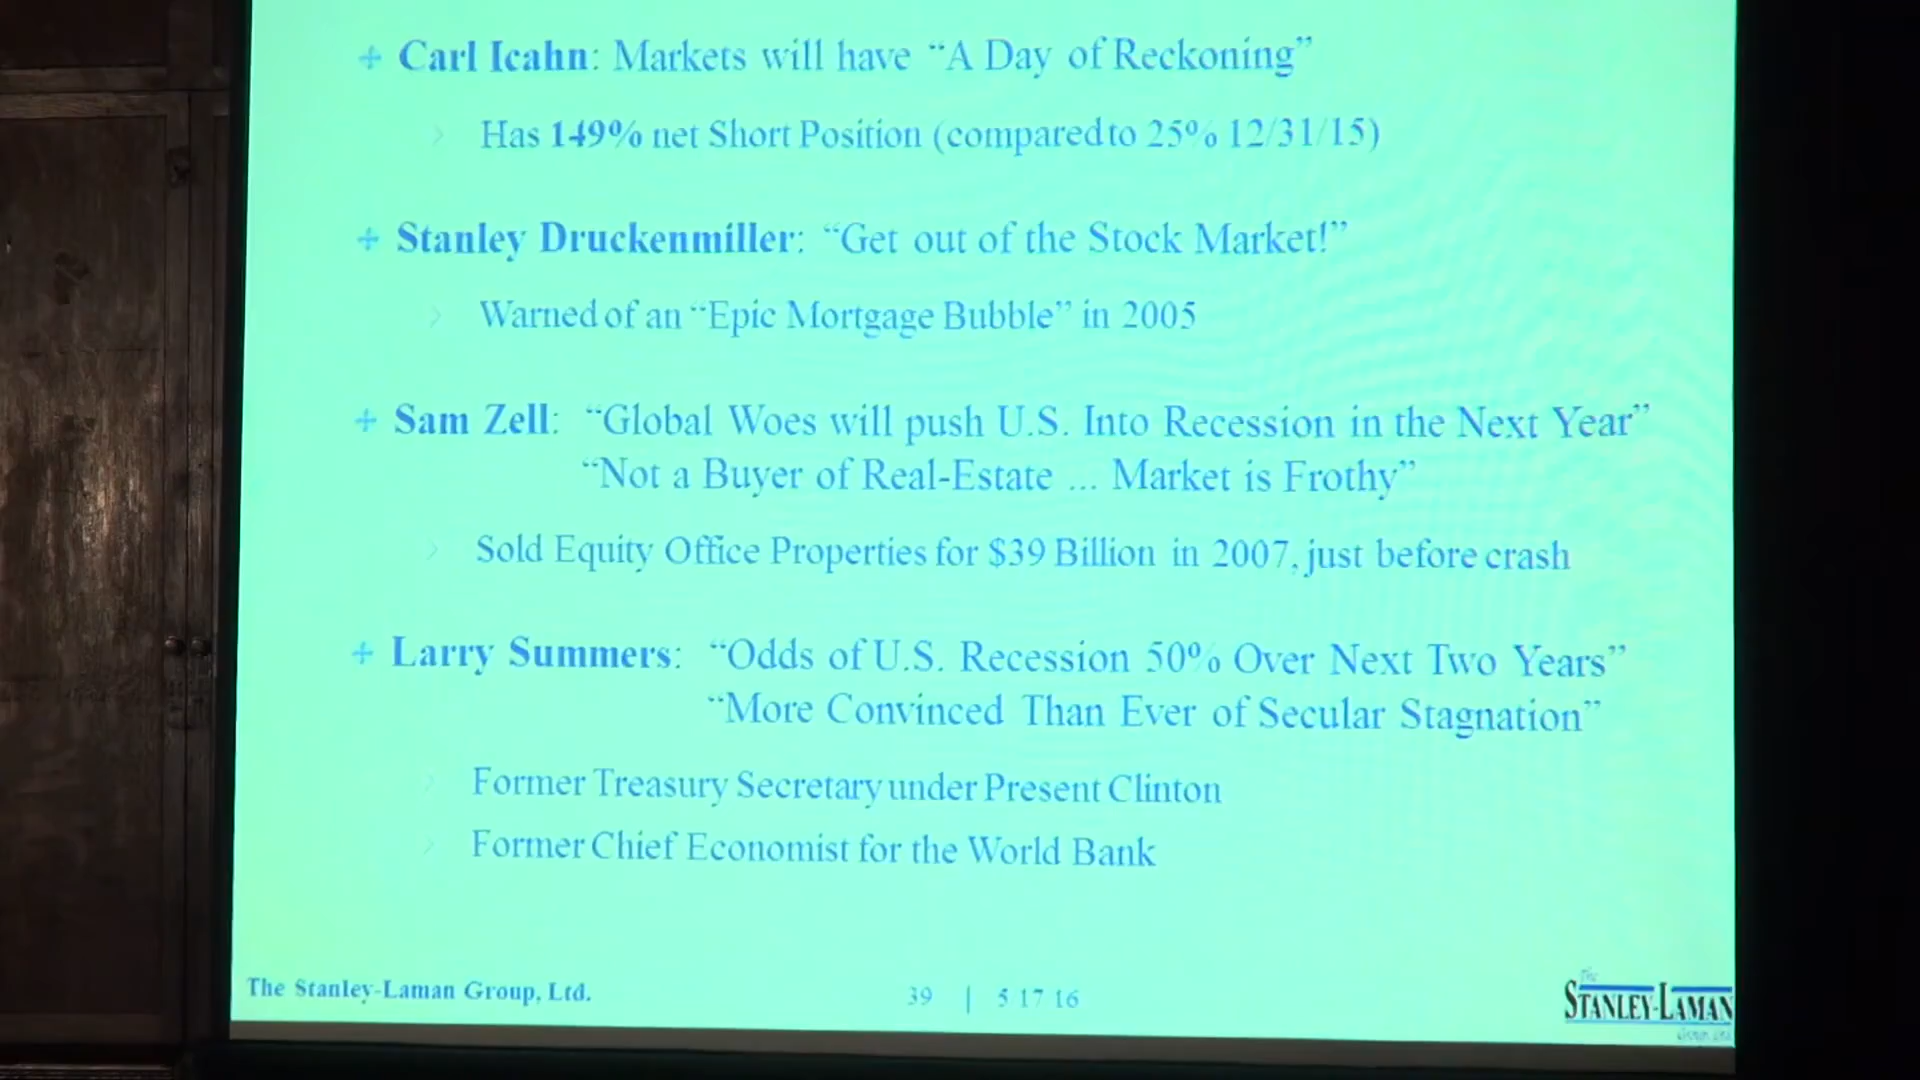 Carl Icahn: Markets will have “A Day of Reckoning”
Has 149% net Short Position (compared to 25% 12/31/15)
Stanley Druckenmiller: “Get out of the Stock Market!”
Warned of an “Epic Mortgage Bubble” in 2005
Sam Zell: “Global Woes will push U.S. Into Recession in the Next Year”
“Not a Buyer of Real-Estate ... Market is Frothy”
Sold Equity Office Properties for $39 Billion in 2007, just before crash
Larry Summers: “Odds of U.S. Recession 50% Over Next Two Years”
“More Convinced Than Ever of Secular Stagnation”
Former Treasury Secretary under Present Clinton
Former Chief Economist for the World Bank
The Stanley-Laman Group, Ltd.
39 | 5 17 16
The
STANLEY-LAMAN
Group, Ltd.